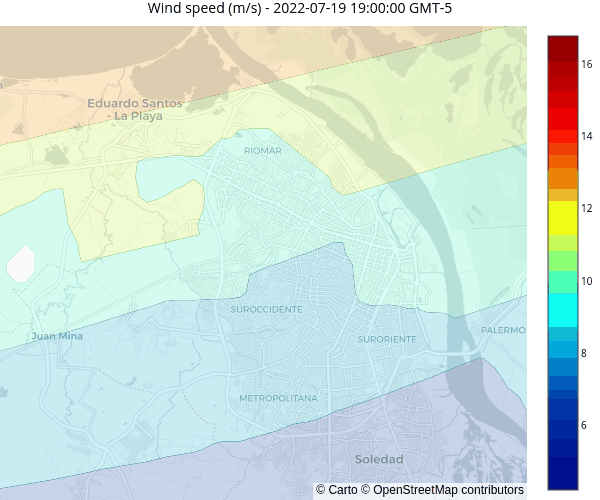 Wind speed (m/s) - 2022-07-19 19:00:00 GMT-5
Eduardo Santos
- La Playa
RIOMAR
SUROCCIDENTE
Juan Mina
SURORIENTE
PALERMO
METROPOLITANA
Soledad
© Carto © OpenStreetMap contributors
16
14
12
10
8
6